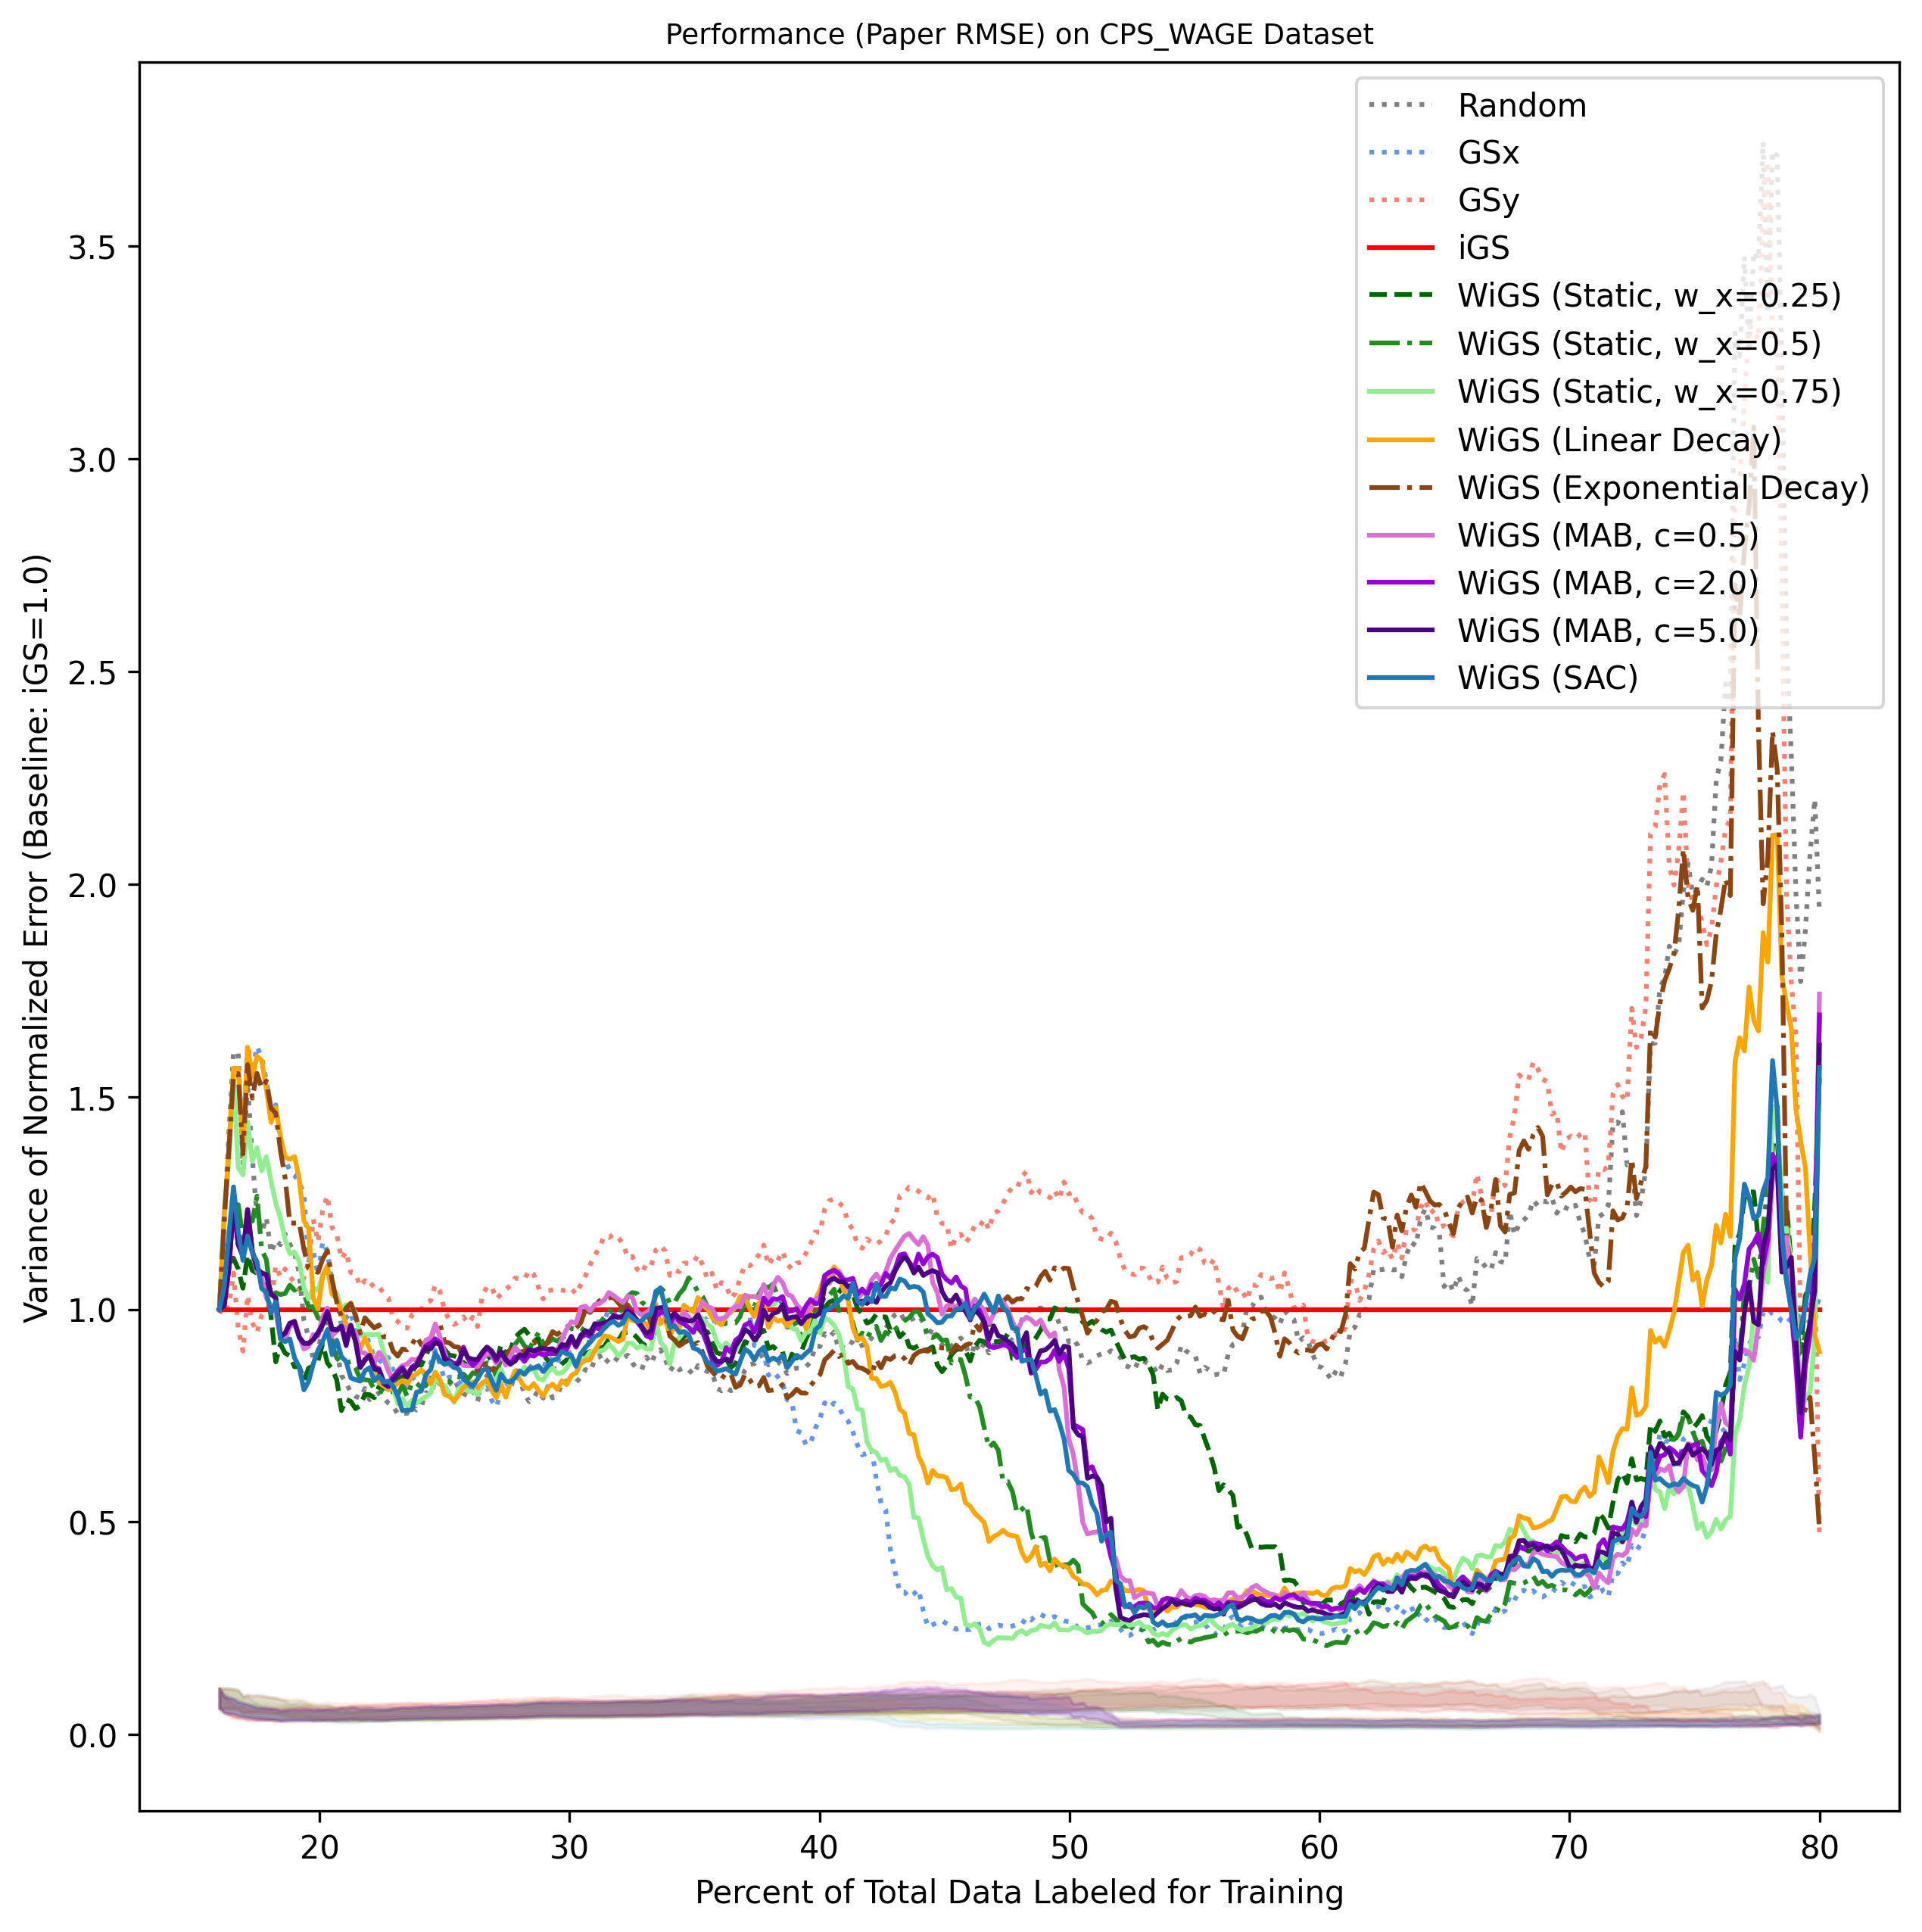 Performance (Paper RMSE) on CPS_WAGE Dataset
Variance of Normalized Error (Baseline: iGS=1.0)
3.5
3.0
2.5
2.0
1.5
1.0
0.5
0.0
Random
GSx
GSy
iGS
WiGS (Static, w_x=0.25)
WiGS (Static, w_x=0.5)
WiGS (Static, w_x=0.75)
WiGS (Linear Decay)
WiGS (Exponential Decay)
WiGS (MAB, c=0.5)
WiGS (MAB, c=2.0)
WiGS (MAB, c=5.0)
WiGS (SAC)
20 30 40 50 60 70 80
Percent of Total Data Labeled for Training